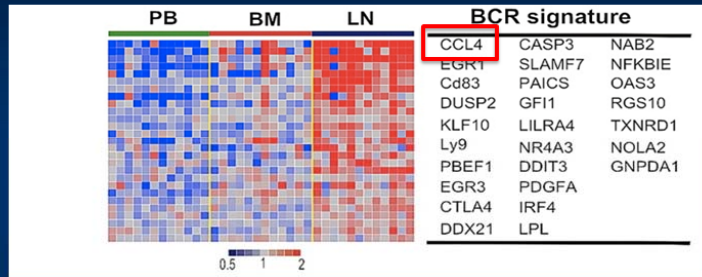 PB BM LN
BCR signature
CCL4 CASP3 NAB2
EGR1 SLAMF7 NFKBIE
Cd83 PAICS OAS3
DUSP2 GFI1 RGS10
KLF10 LILRA4 TXNRD1
Ly9 NR4A3 NOLA2
PBEF1 DDIT3 GNPDA1
EGR3 PDGFA
CTLA4 IRF4
DDX21 LPL
0.5 1 2